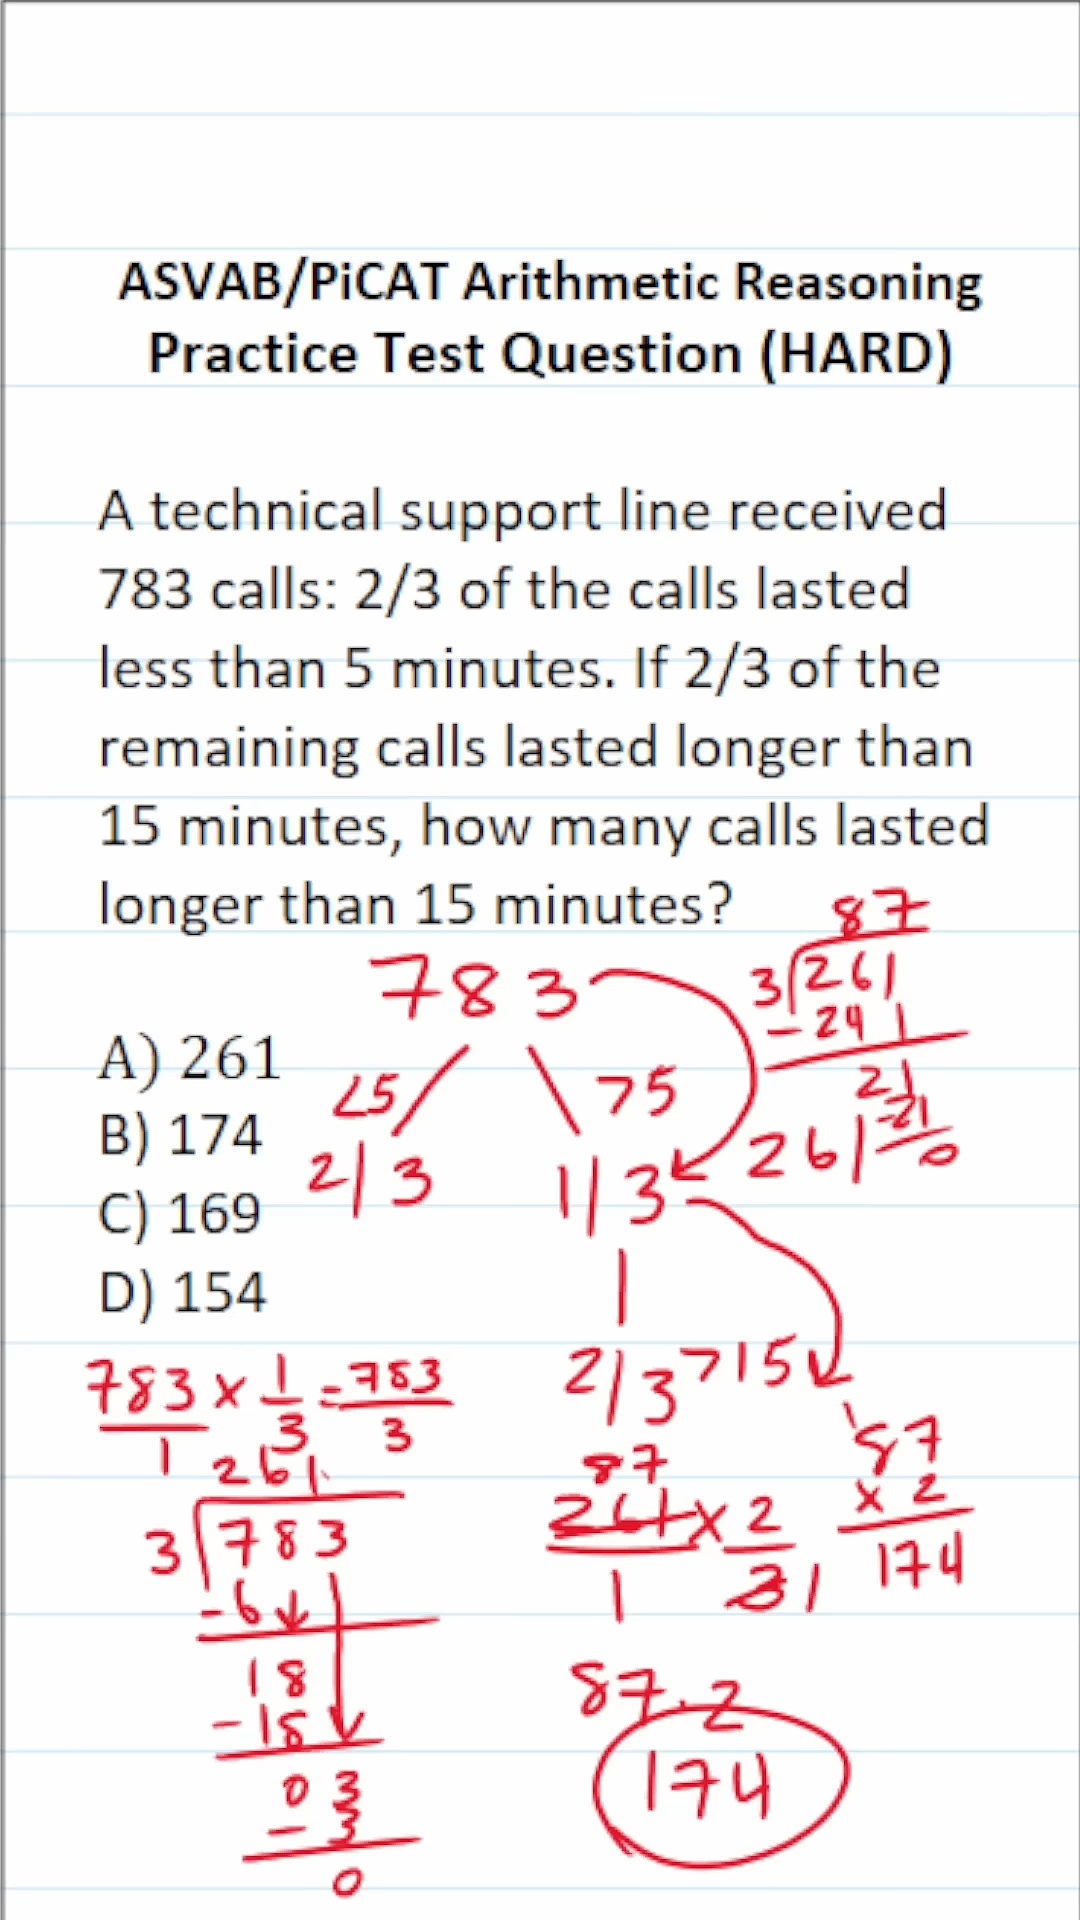 ASVAB/PiCAT Arithmetic Reasoning
Practice Test Question (HARD)
A technical support line received
783 calls: 2/3 of the calls lasted
less than 5 minutes. If 2/3 of the
remaining calls lasted longer than
15 minutes, how many calls lasted
longer than 15 minutes?
A) 261
B) 174
C) 169
D) 154
783
<5
>5
2/3
1/3
261
2/3 >15
87
3 261
- 24
21
- 21
0
783/1 x 1/3 = 783/3
261
3 783
- 6
18
- 18
03
- 3
0
87
261/1 x 2/3 1
87
x 2
174
87 . 2
174